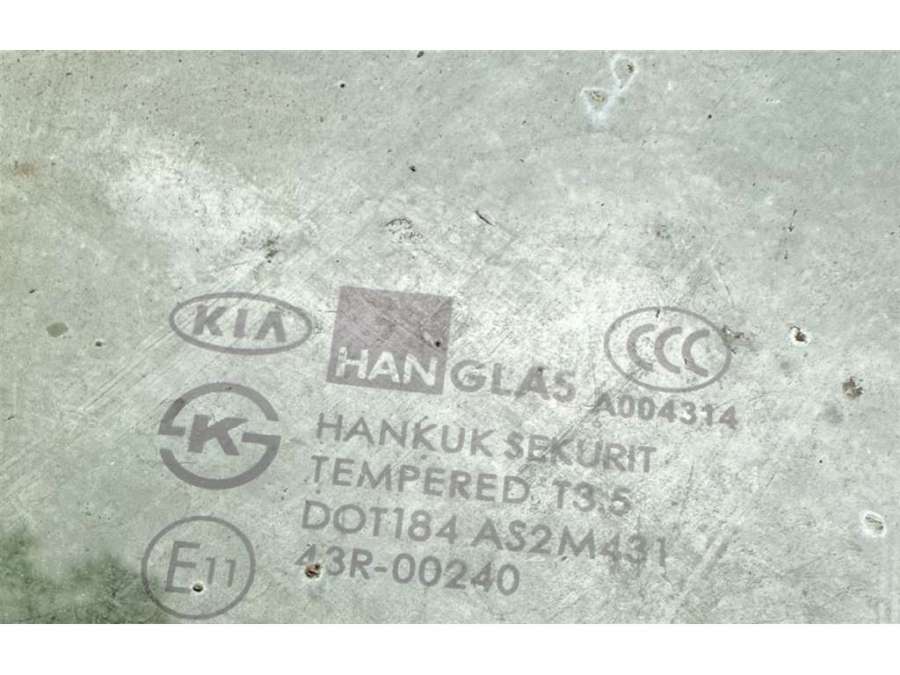 KIA
HAN GLAS
CCC
A004314
K
HANKUK SEKURIT
TEMPERED T3.5
DOT184 AS2M431
E11
43R-00240